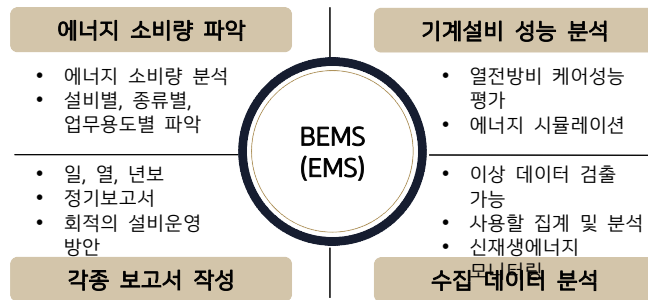 에너지 소비량 파악
• 에너지 소비량 분석
• 설비별, 종류별,
업무용도별 파악
기계설비 성능 분석
• 열전방비 케어성능
평가
• 에너지 시뮬레이션
BEMS
(EMS)
• 일, 열, 년보
• 정기보고서
• 회적의 설비운영
방안
각종 보고서 작성
• 이상 데이터 검출
가능
• 사용할 집계 및 분석
• 신재생에너지
모니터링
수집 데이터 분석